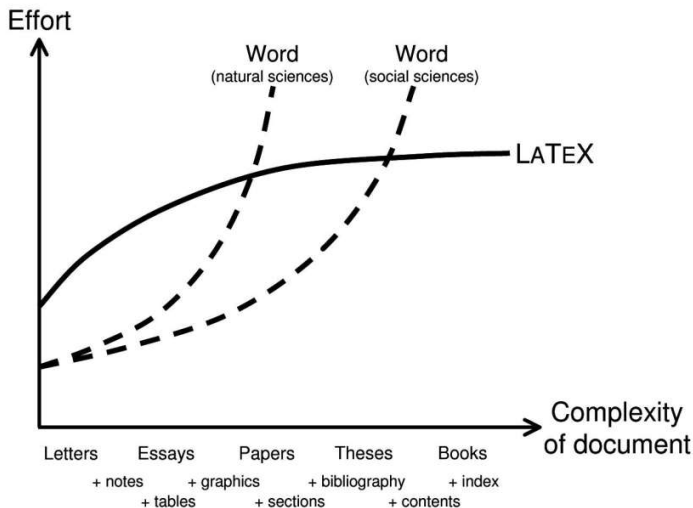 Effort
Word
(natural sciences)
Word
(social sciences)
LATEX
Complexity
of document
Letters Essays Papers Theses Books
+ notes + graphics + bibliography + index
+ tables + sections + contents